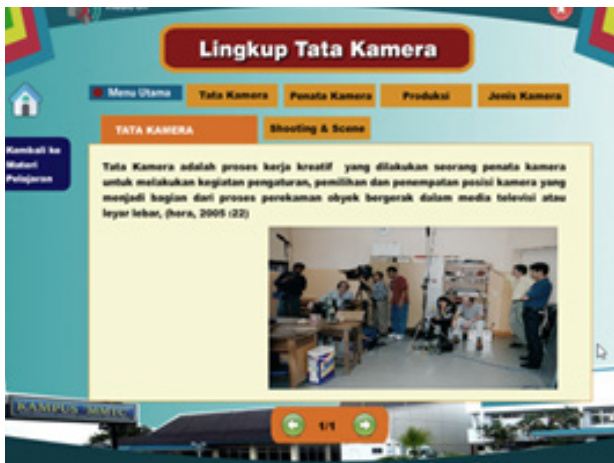 Lingkup Tata Kamera
Menu Utama
Tata Kamera
Penata Kamera
Produksi
Jenis Kamera
TATA KAMERA
Shooting & Scene
Kembali ke
Materi
Pelajaran
Tata Kamera adalah proses kerja kreatif yang dilakukan seorang penata kamera
untuk melakukan kegiatan pengaturan, pemilihan dan penempatan posisi kamera yang
menjadi bagian dari proses perekaman obyek bergerak dalam media televisi atau
leyar lebar, (hora, 2005 :22)
KAMPUS MMTC
1/1